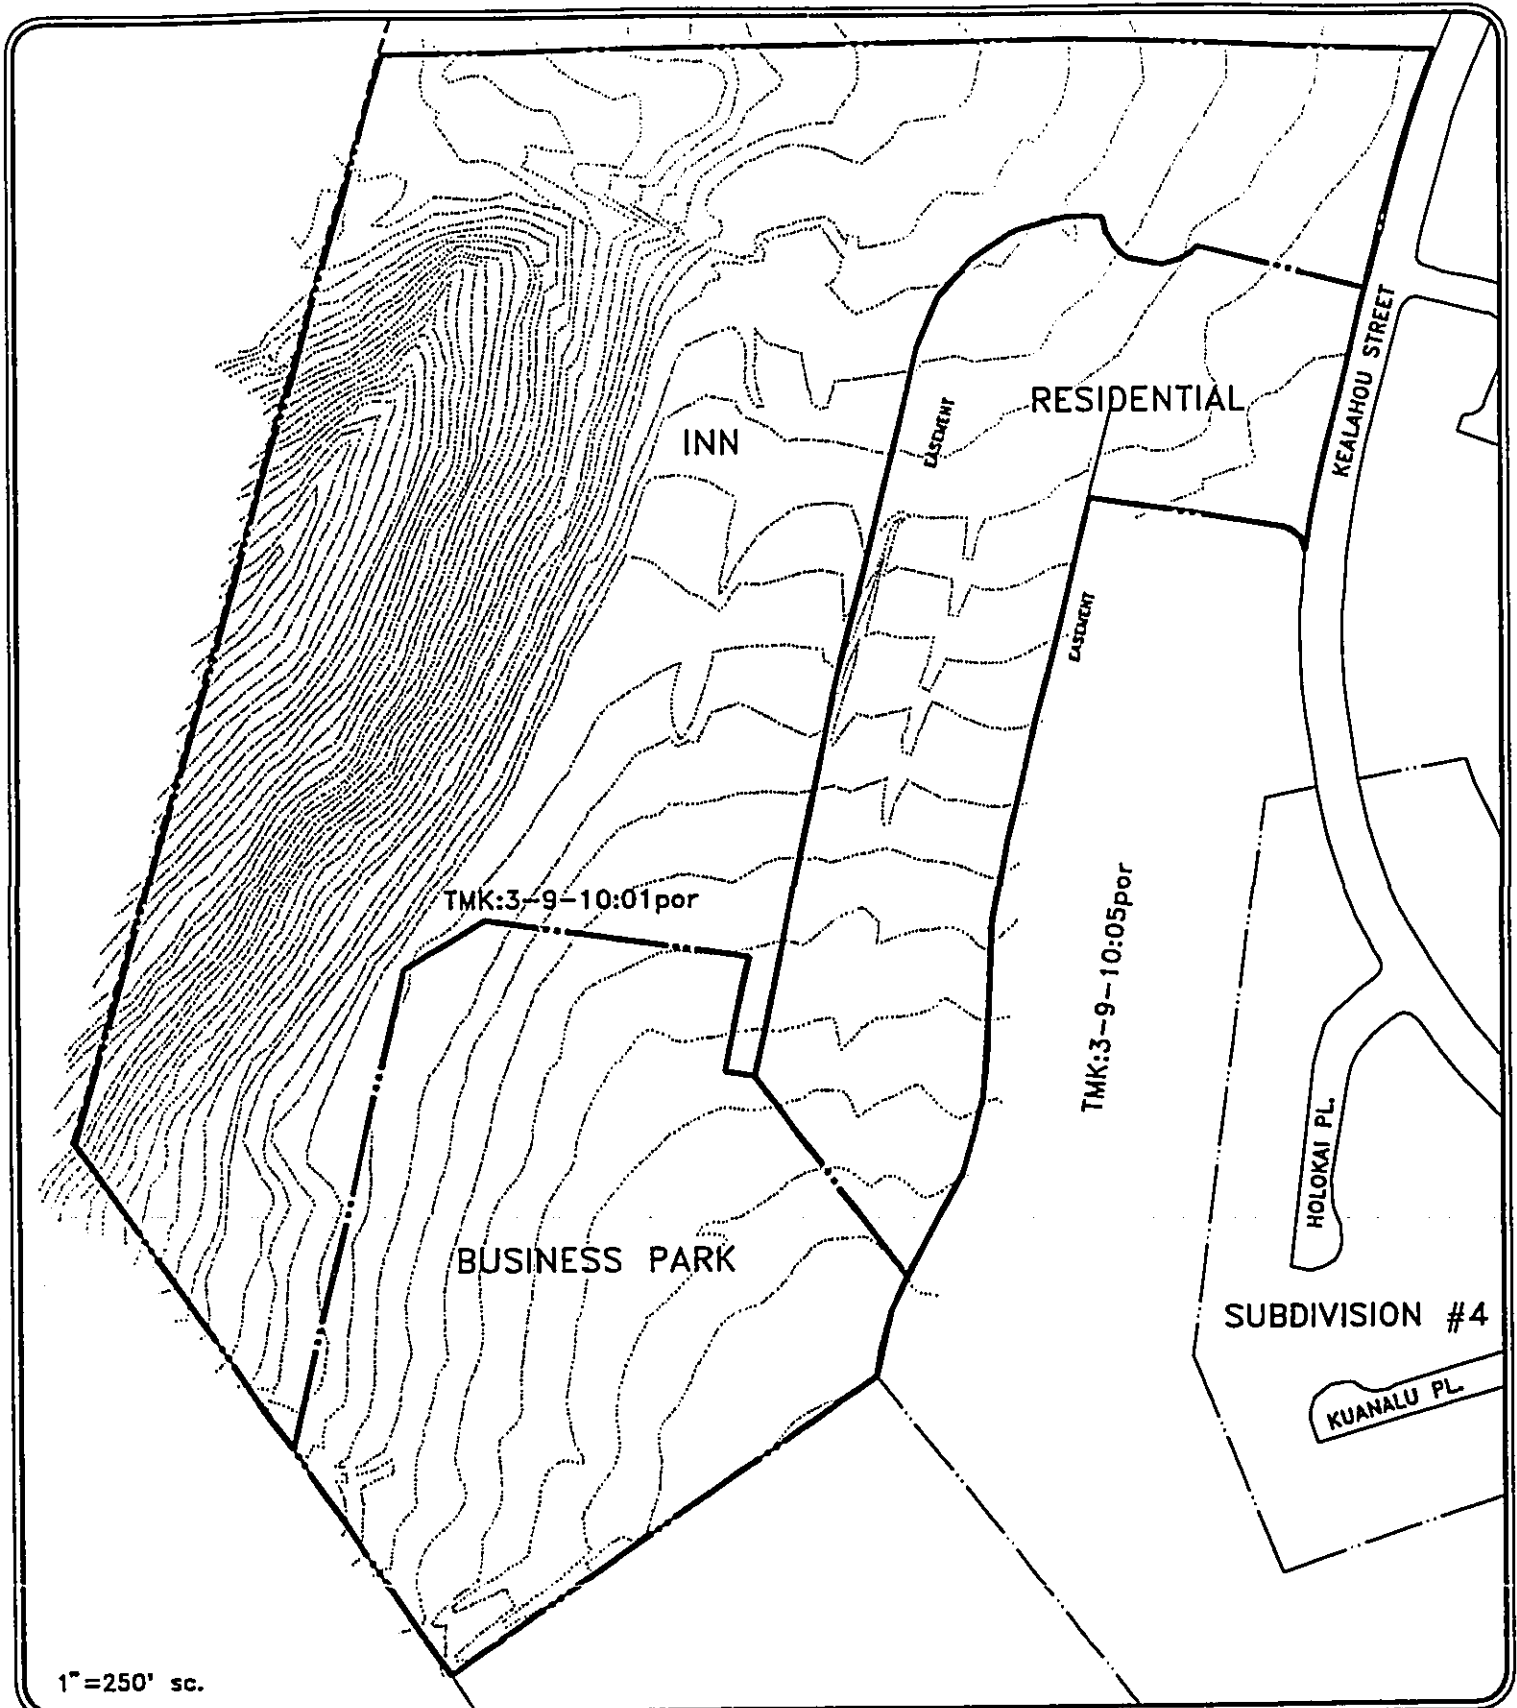 KEALAHOU STREET
RESIDENTIAL
EASEMENT
INN
EASEMENT
TMK:3-9-10:01por
TMK:3-9-10:05por
HOLOKAI PL.
BUSINESS PARK
SUBDIVISION #4
KUANALU PL.
1"=250' sc.